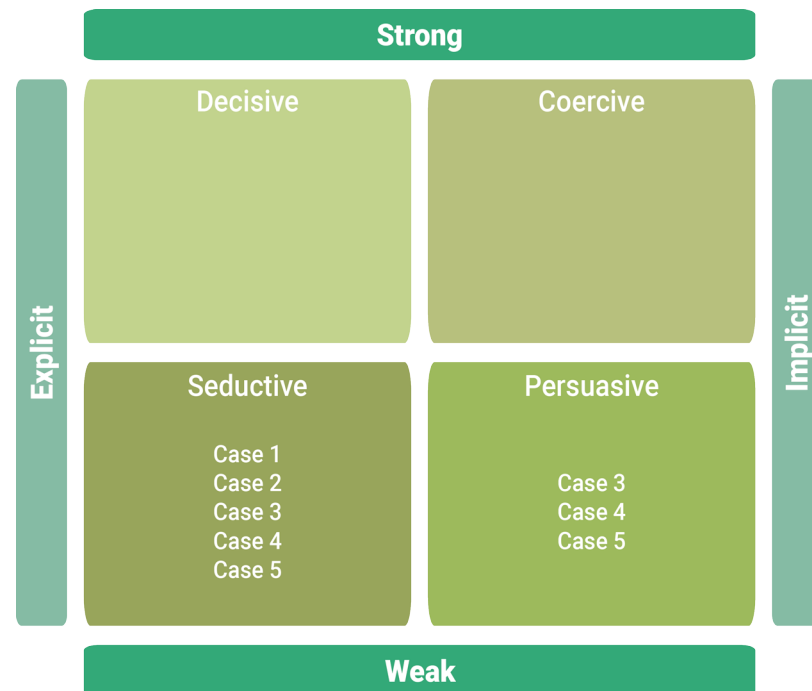 Strong
Explicit
Decisive
Coercive
Implicit
Seductive
Case 1
Case 2
Case 3
Case 4
Case 5
Persuasive
Case 3
Case 4
Case 5
Weak